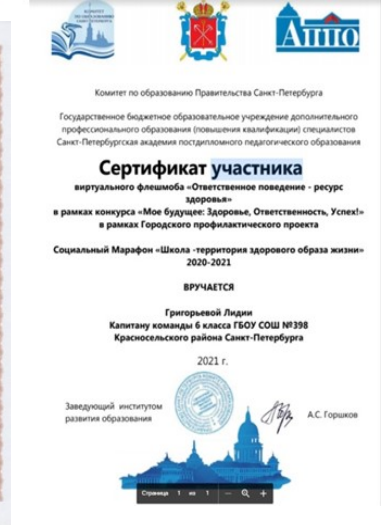 КОМИТЕТ
ПО ОБРАЗОВАНИЮ
АППО
Комитет по образованию Правительства Санкт-Петербурга
Государственное бюджетное образовательное учреждение дополнительного
профессионального образования (повышения квалификации) специалистов
Санкт-Петербургская академия постдипломного педагогического образования
Сертификат участника
виртуального флешмоба «Ответственное поведение - ресурс
здоровья»
в рамках конкурса «Мое будущее: Здоровье, Ответственность, Успех!»
в рамках Городского профилактического проекта
Социальный Марафон «Школа -территория здорового образа жизни»
2020-2021
ВРУЧАЕТСЯ
Григорьевой Лидии
Капитану команды 6 класса ГБОУ СОШ №398
Красносельского района Санкт-Петербурга
2021 г.
Заведующий институтом
развития образования
А.С. Горшков
Страница 1 из 1 — +